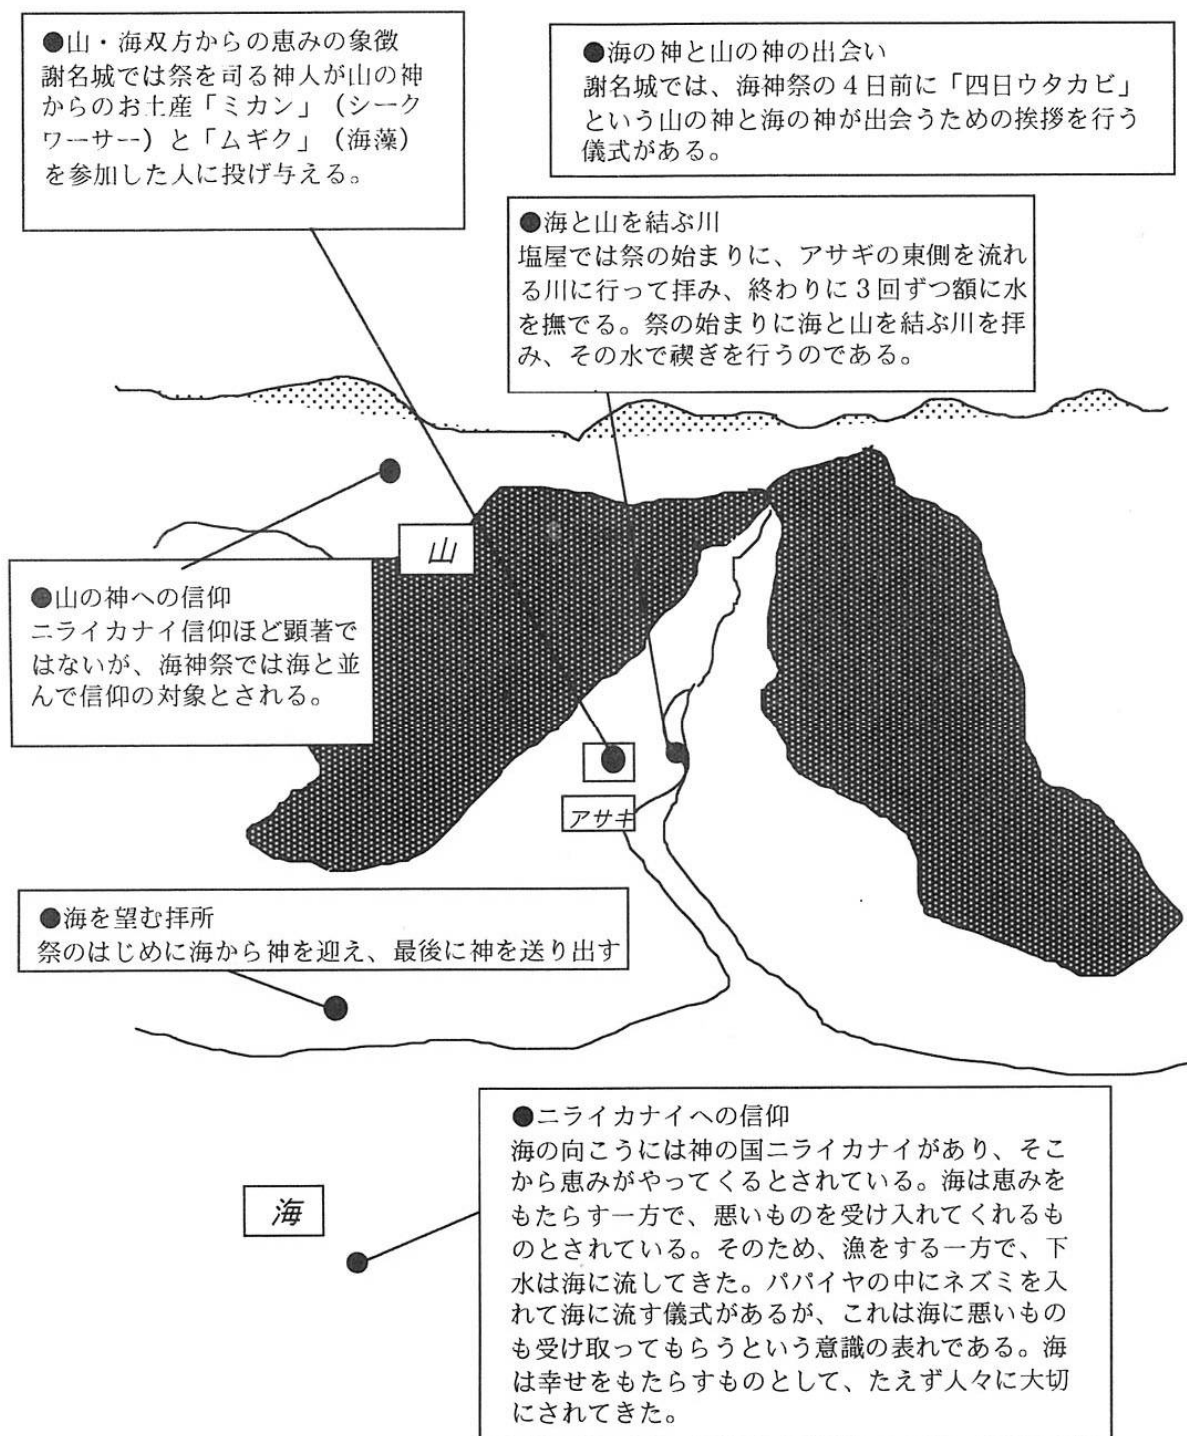 ●山・海双方からの恵みの象徴
謝名城では祭を司る神人が山の神
からのお土産「ミカン」（シーク
ワーサー）と「ムギク」（海藻）
を参加した人に投げ与える。
●海の神と山の神の出会い
謝名城では、海神祭の４日前に「四日ウタカビ」
という山の神と海の神が出会うための挨拶を行う
儀式がある。
●海と山を結ぶ川
塩屋では祭の始まりに、アサギの東側を流れ
る川に行って拝み、終わりに３回ずつ額に水
を撫でる。祭の始まりに海と山を結ぶ川を拝
み、その水で禊ぎを行うのである。
山
●山の神への信仰
ニライカナイ信仰ほど顕著で
はないが、海神祭では海と並
んで信仰の対象とされる。
アサキ
●海を望む拝所
祭のはじめに海から神を迎え、最後に神を送り出す
海
●ニライカナイへの信仰
海の向こうには神の国ニライカナイがあり、そこ
から恵みがやってくるとされている。海は恵みを
もたらす一方で、悪いものを受け入れてくれるも
のとされている。そのため、漁をする一方で、下
水は海に流してきた。パパイヤの中にネズミを入
れて海に流す儀式があるが、これは海に悪いもの
も受け取ってもらうという意識の表れである。海
は幸せをもたらすものとして、たえず人々に大切
にされてきた。